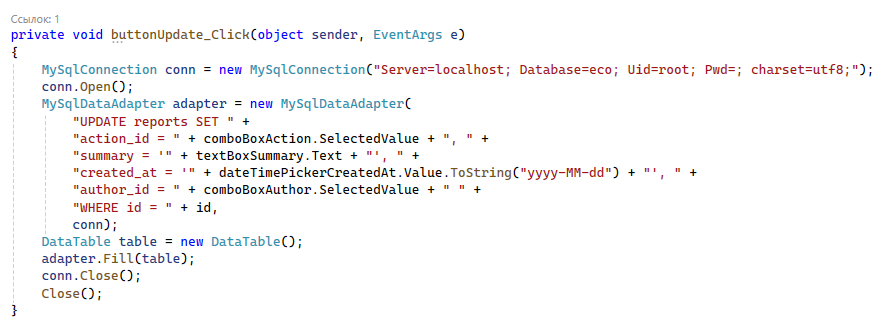 Ссылок: 1
private void buttonUpdate_Click(object sender, EventArgs e)
{
    MySqlConnection conn = new MySqlConnection("Server=localhost; Database=eco; Uid=root; Pwd=; charset=utf8;");
    conn.Open();
    MySqlDataAdapter adapter = new MySqlDataAdapter(
        "UPDATE reports SET " +
        "action_id = " + comboBoxAction.SelectedValue + ", " +
        "summary = '" + textBoxSummary.Text + "', " +
        "created_at = '" + dateTimePickerCreatedAt.Value.ToString("yyyy-MM-dd") + "', " +
        "author_id = " + comboBoxAuthor.SelectedValue + " " +
        "WHERE id = " + id,
        conn);
    DataTable table = new DataTable();
    adapter.Fill(table);
    conn.Close();
    Close();
}